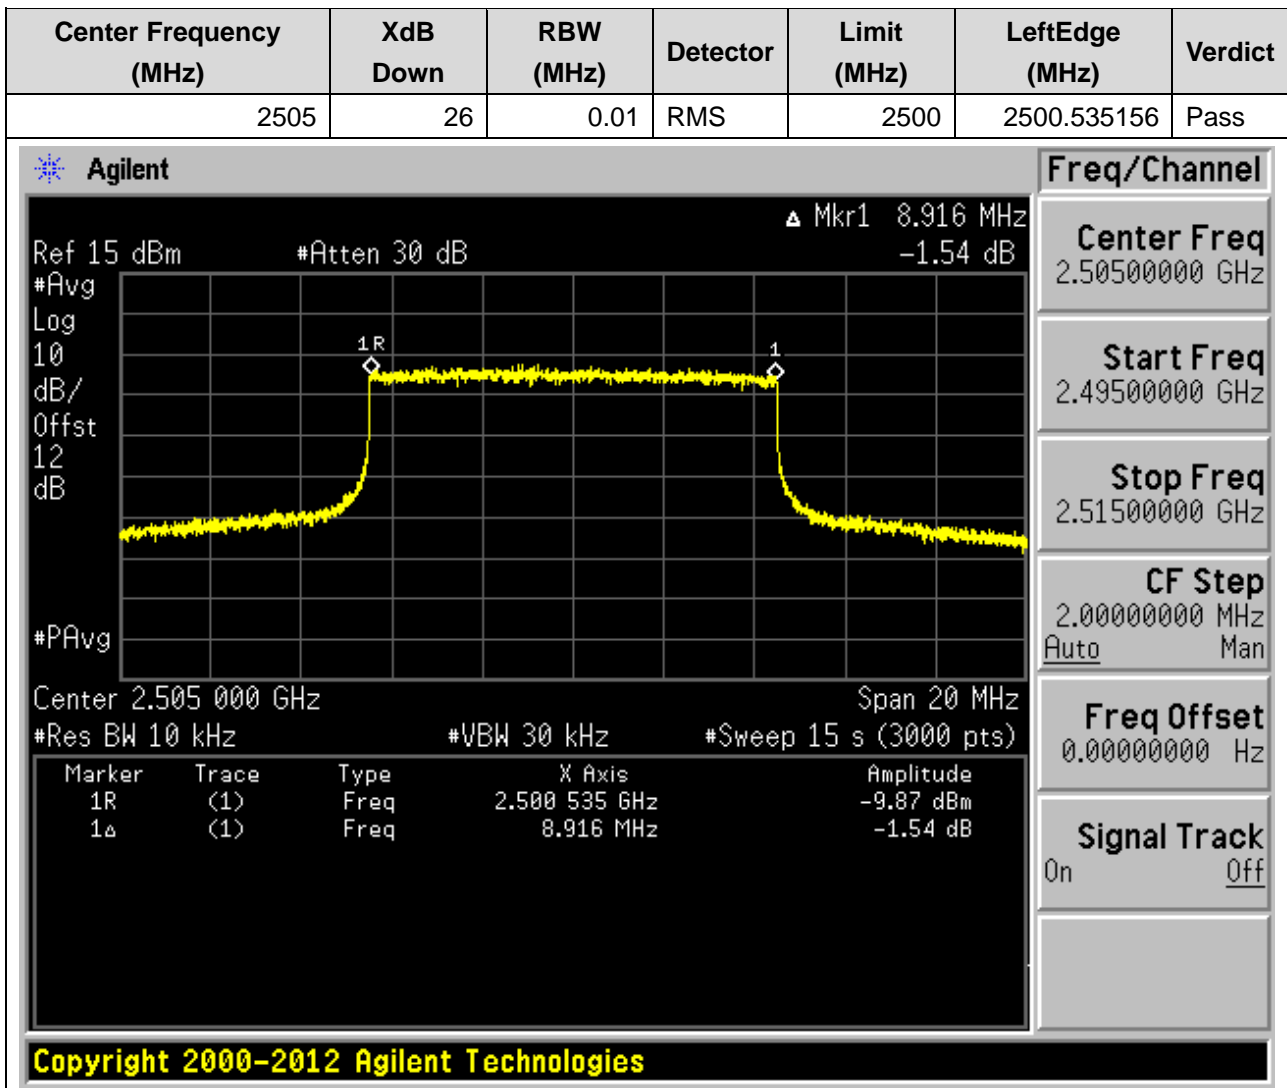 Center Frequency (MHz) XdB Down RBW (MHz) Detector Limit (MHz) LeftEdge (MHz) Verdict
2505 26 0.01 RMS 2500 2500.535156 Pass
Agilent
Freq/Channel
Δ Mkr1 8.916 MHz
Ref 15 dBm #Atten 30 dB -1.54 dB
#Avg
Log
10
dB/
Offst
12
dB
1R
1
#PAvg
Center 2.505 000 GHz Span 20 MHz
#Res BW 10 kHz #VBW 30 kHz #Sweep 15 s (3000 pts)
Marker Trace Type X Axis Amplitude
1R (1) Freq 2.500 535 GHz -9.87 dBm
1Δ (1) Freq 8.916 MHz -1.54 dB
Center Freq
2.50500000 GHz
Start Freq
2.49500000 GHz
Stop Freq
2.51500000 GHz
CF Step
2.00000000 MHz
Auto Man
Freq Offset
0.00000000 Hz
Signal Track
On Off
Copyright 2000-2012 Agilent Technologies